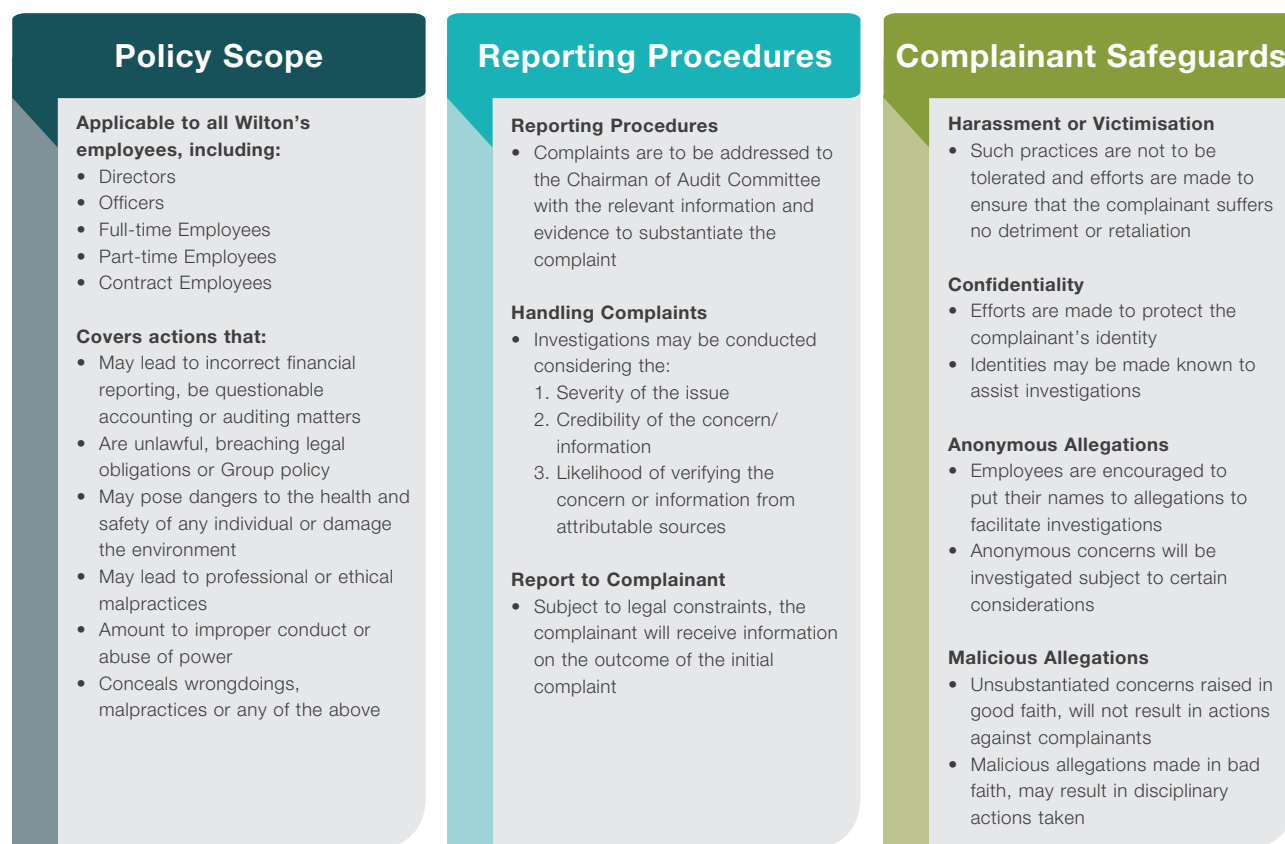 Policy Scope
Applicable to all Wilton’s
employees, including:
• Directors
• Officers
• Full-time Employees
• Part-time Employees
• Contract Employees
Covers actions that:
• May lead to incorrect financial
reporting, be questionable
accounting or auditing matters
• Are unlawful, breaching legal
obligations or Group policy
• May pose dangers to the health and
safety of any individual or damage
the environment
• May lead to professional or ethical
malpractices
• Amount to improper conduct or
abuse of power
• Conceals wrongdoings,
malpractices or any of the above
Reporting Procedures
Reporting Procedures
• Complaints are to be addressed to
the Chairman of Audit Committee
with the relevant information and
evidence to substantiate the
complaint
Handling Complaints
• Investigations may be conducted
considering the:
1. Severity of the issue
2. Credibility of the concern/
information
3. Likelihood of verifying the
concern or information from
attributable sources
Report to Complainant
• Subject to legal constraints, the
complainant will receive information
on the outcome of the initial
complaint
Complainant Safeguards
Harassment or Victimisation
• Such practices are not to be
tolerated and efforts are made to
ensure that the complainant suffers
no detriment or retaliation
Confidentiality
• Efforts are made to protect the
complainant’s identity
• Identities may be made known to
assist investigations
Anonymous Allegations
• Employees are encouraged to
put their names to allegations to
facilitate investigations
• Anonymous concerns will be
investigated subject to certain
considerations
Malicious Allegations
• Unsubstantiated concerns raised in
good faith, will not result in actions
against complainants
• Malicious allegations made in bad
faith, may result in disciplinary
actions taken